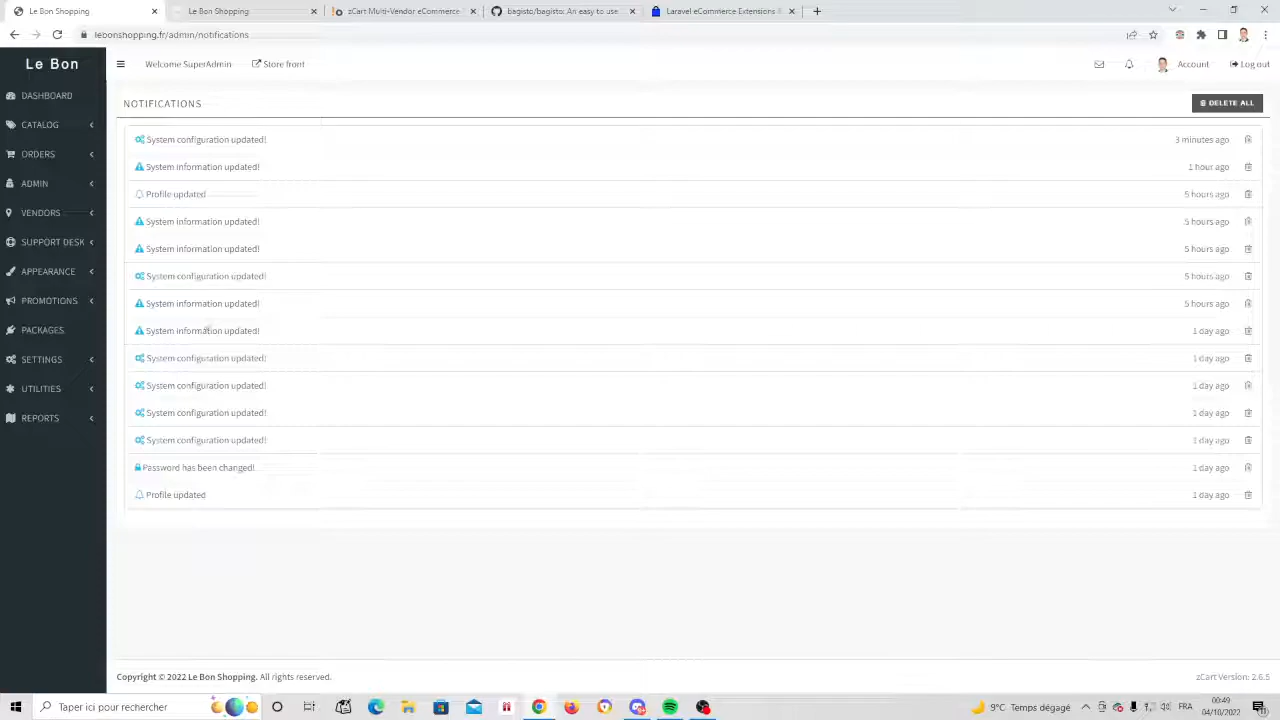 Le Bon Shopping
Le Bon Shopping
zCart Multi-Vendor eCommerce
Bagisto/bagisto: An easy to use
Laravel eCommerce Extensions &
lebonshopping.fr/admin/notifications
Le Bon
Welcome SuperAdmin
Store front
Account
Log out
DASHBOARD
CATALOG
ORDERS
ADMIN
VENDORS
SUPPORT DESK
APPEARANCE
PROMOTIONS
PACKAGES
SETTINGS
UTILITIES
REPORTS
NOTIFICATIONS
DELETE ALL
System configuration updated! 3 minutes ago
System information updated! 1 hour ago
Profile updated 5 hours ago
System information updated! 5 hours ago
System information updated! 5 hours ago
System configuration updated! 5 hours ago
System information updated! 5 hours ago
System information updated! 1 day ago
System configuration updated! 1 day ago
System configuration updated! 1 day ago
System configuration updated! 1 day ago
System configuration updated! 1 day ago
Password has been changed! 1 day ago
Profile updated 1 day ago
Copyright © 2022 Le Bon Shopping. All rights reserved.
zCart Version: 2.6.5
Taper ici pour rechercher
9°C Temps dégagé
FRA
00:49
04/10/2022